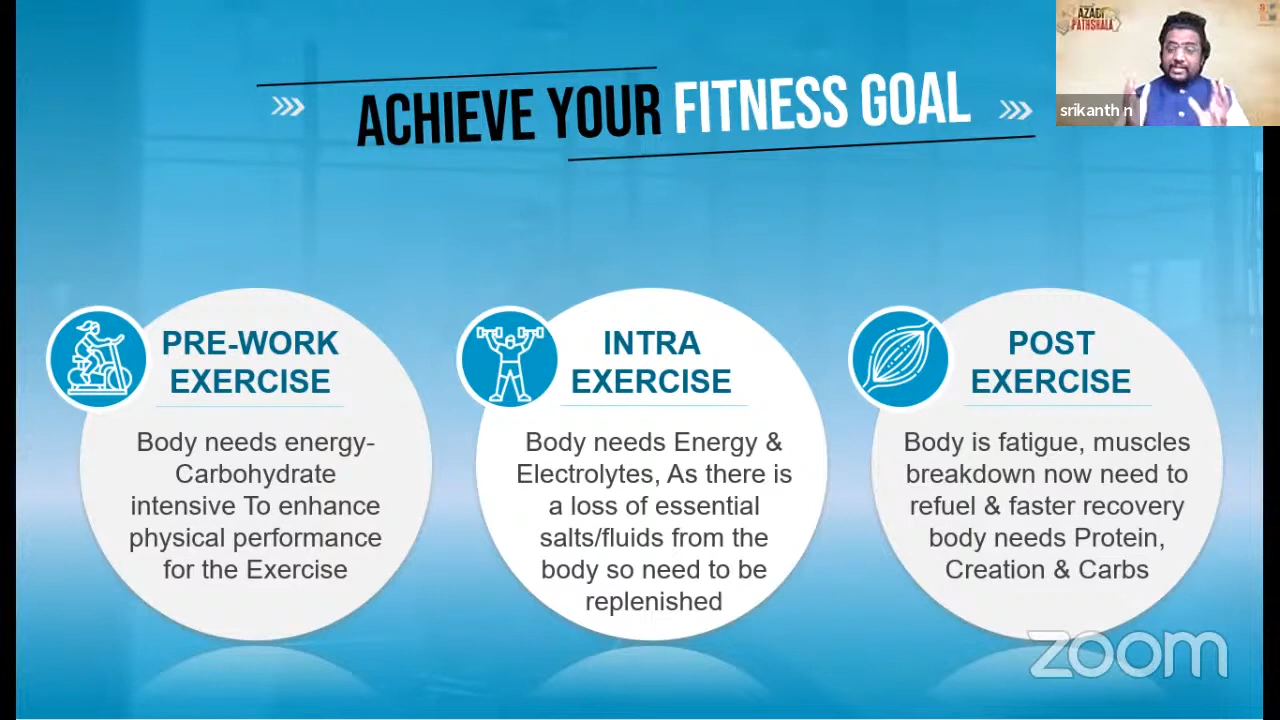 AZADI
PATHSHALA
srikanth n
ACHIEVE YOUR FITNESS GOAL
PRE-WORK
EXERCISE
Body needs energy-
Carbohydrate
intensive To enhance
physical performance
for the Exercise
INTRA
EXERCISE
Body needs Energy &
Electrolytes, As there is
a loss of essential
salts/fluids from the
body so need to be
replenished
POST
EXERCISE
Body is fatigue, muscles
breakdown now need to
refuel & faster recovery
body needs Protein,
Creation & Carbs
zoom